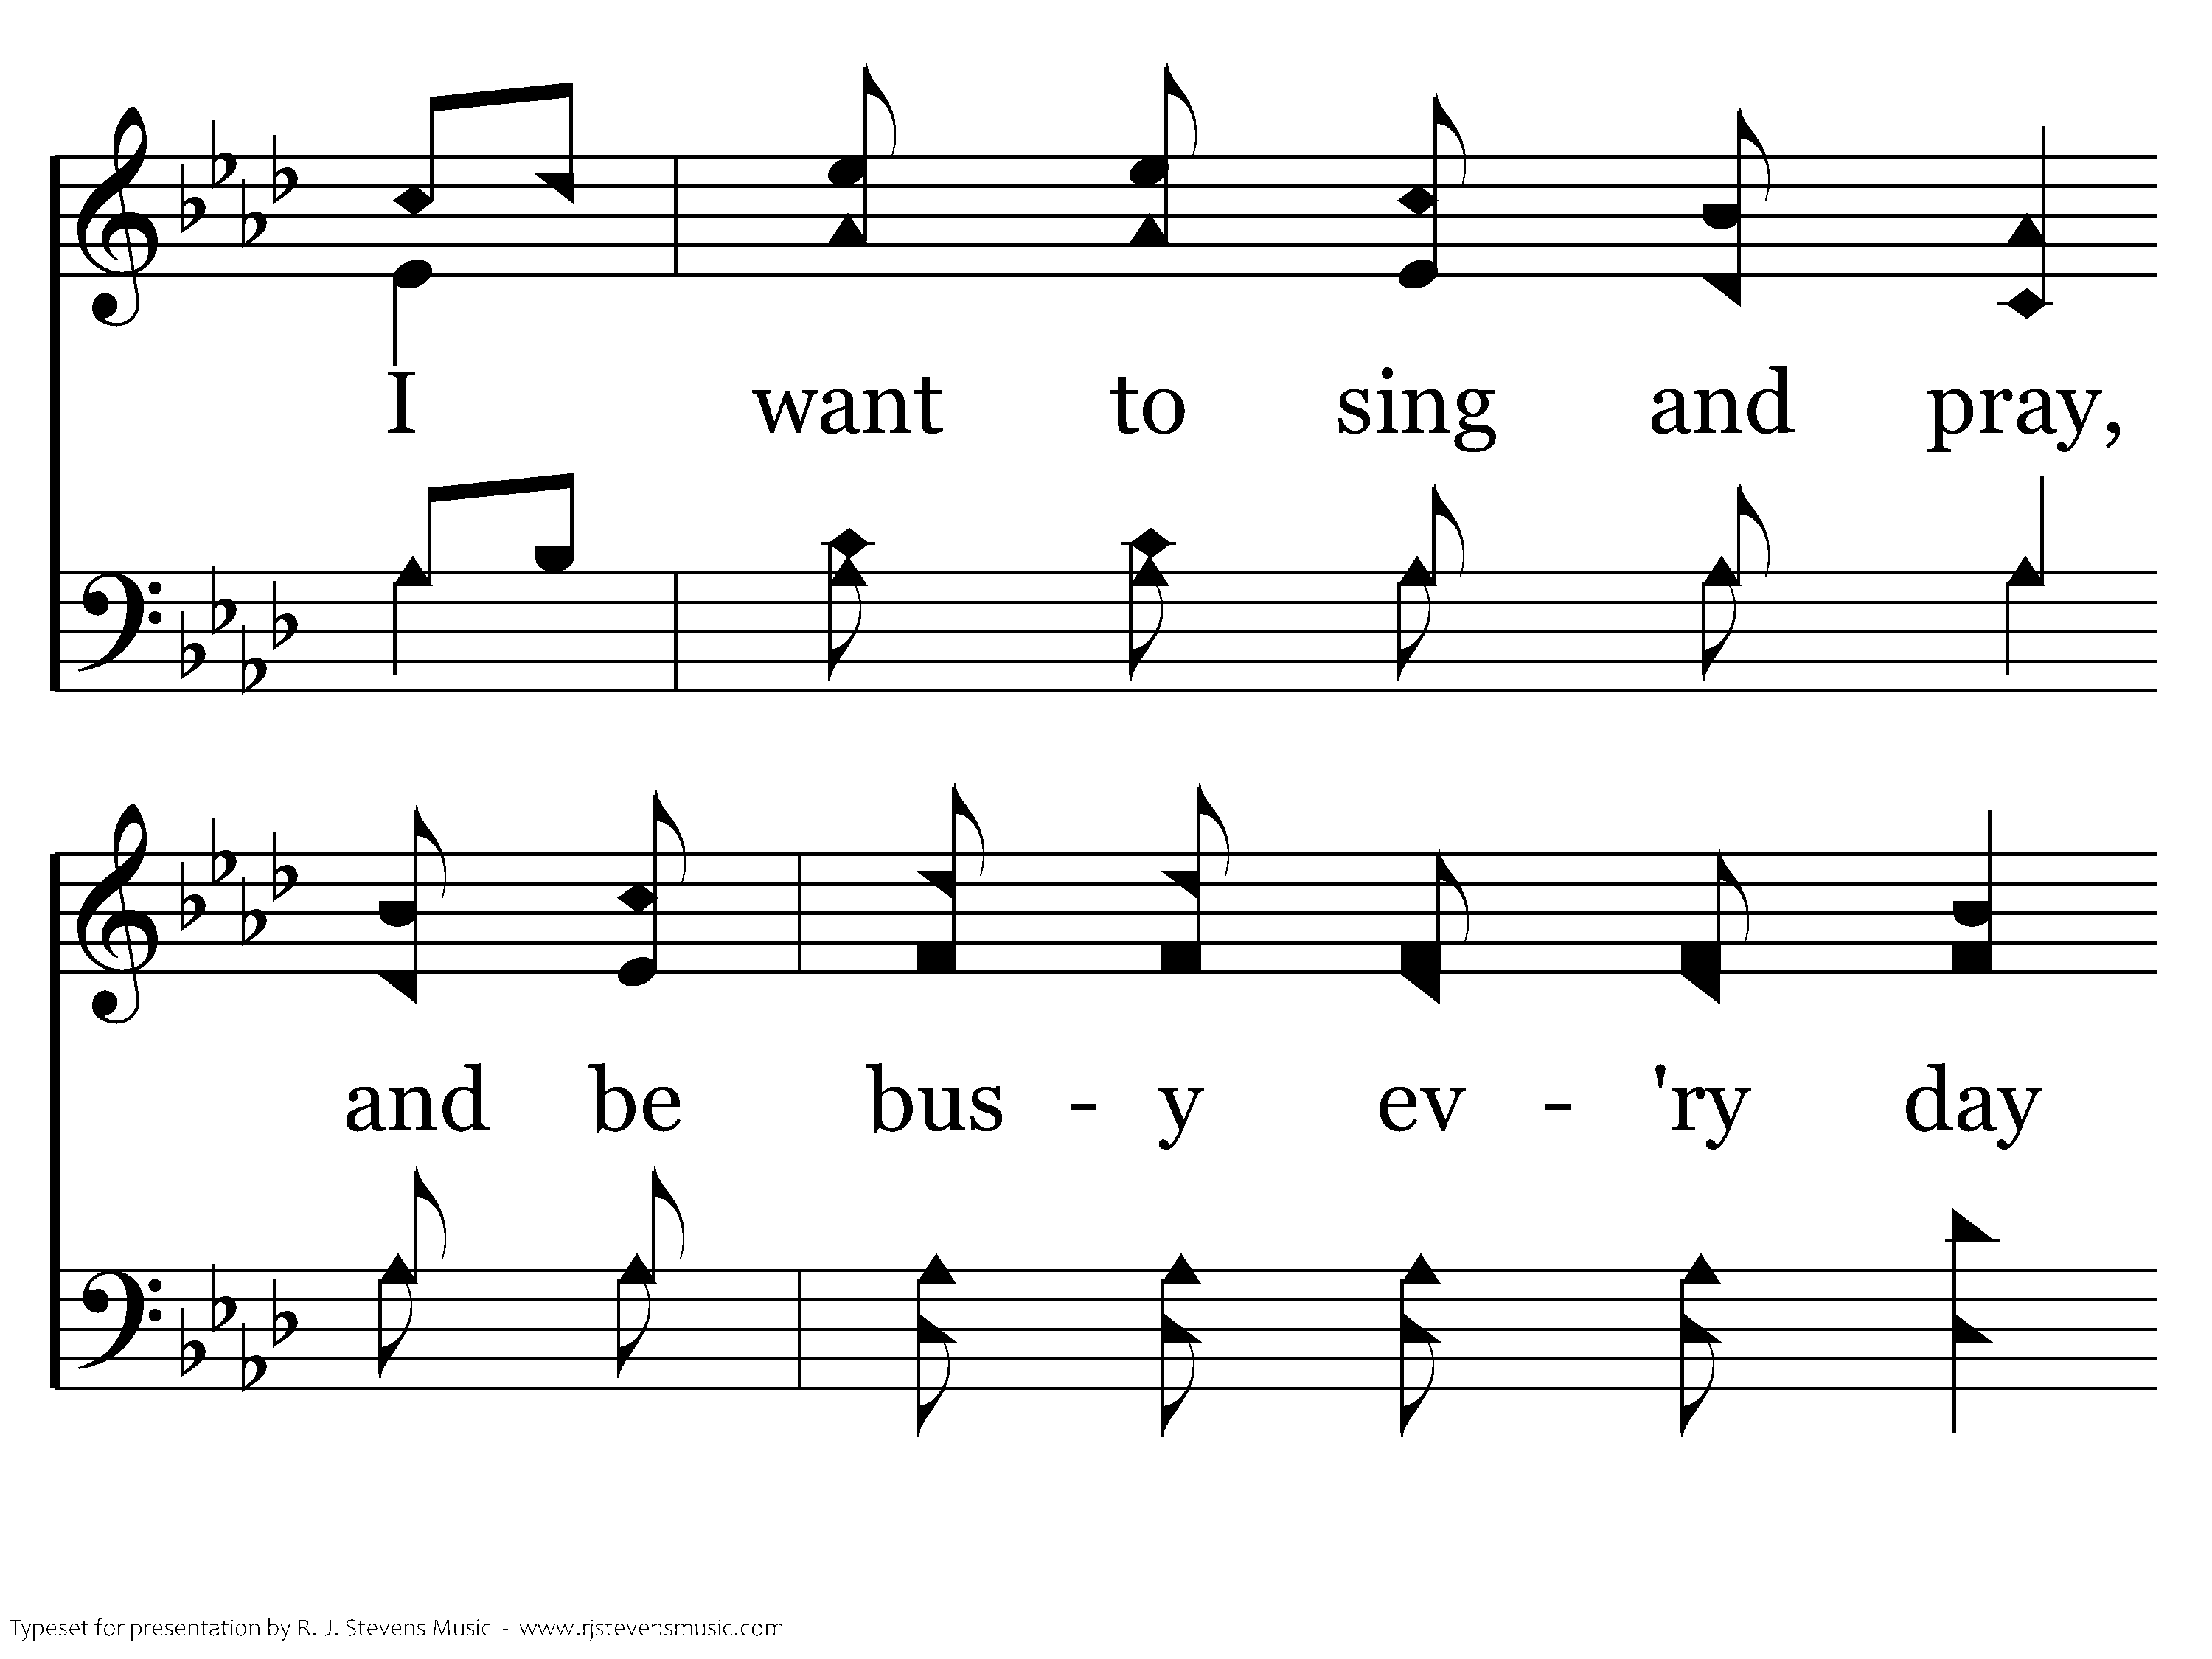 I want to sing and pray,
and be bus - y ev - 'ry day
Typeset for presentation by R. J. Stevens Music - www.rjstevensmusic.com